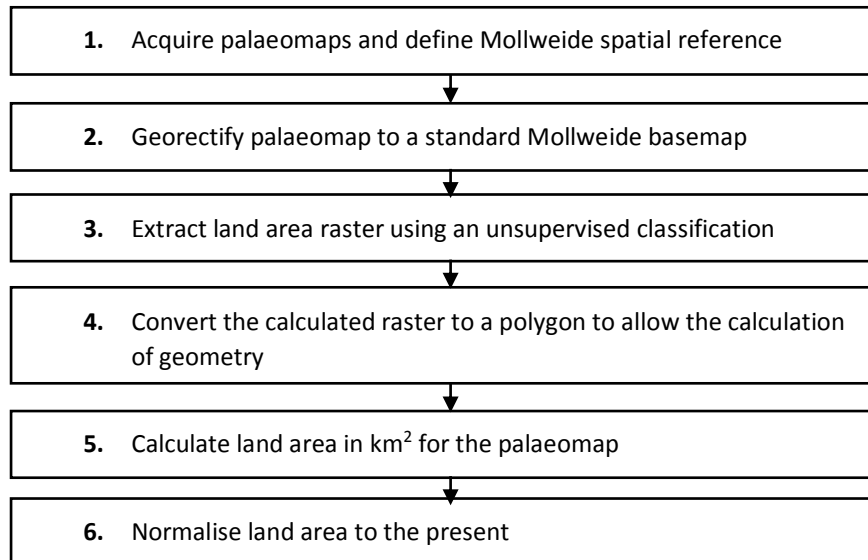 1. Acquire palaeomaps and define Mollweide spatial reference
2. Georectify palaeomap to a standard Mollweide basemap
3. Extract land area raster using an unsupervised classification
4. Convert the calculated raster to a polygon to allow the calculation
of geometry
5. Calculate land area in km² for the palaeomap
6. Normalise land area to the present